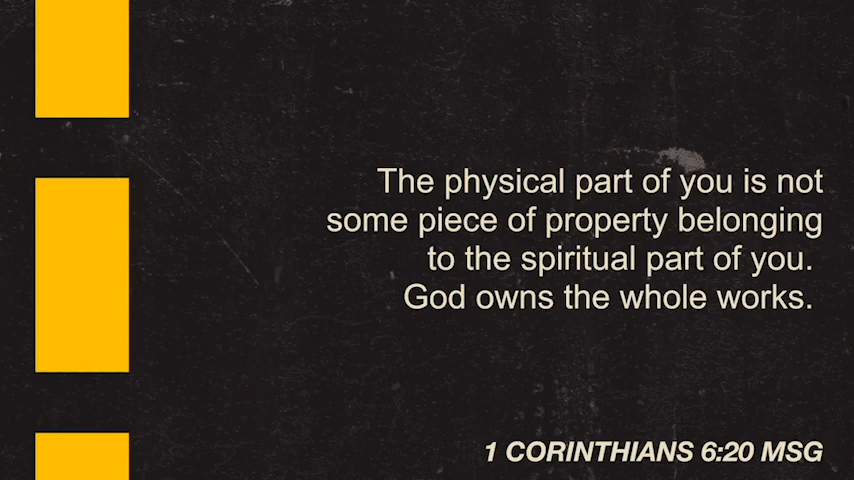 The physical part of you is not
some piece of property belonging
to the spiritual part of you.
God owns the whole works.
1 CORINTHIANS 6:20 MSG